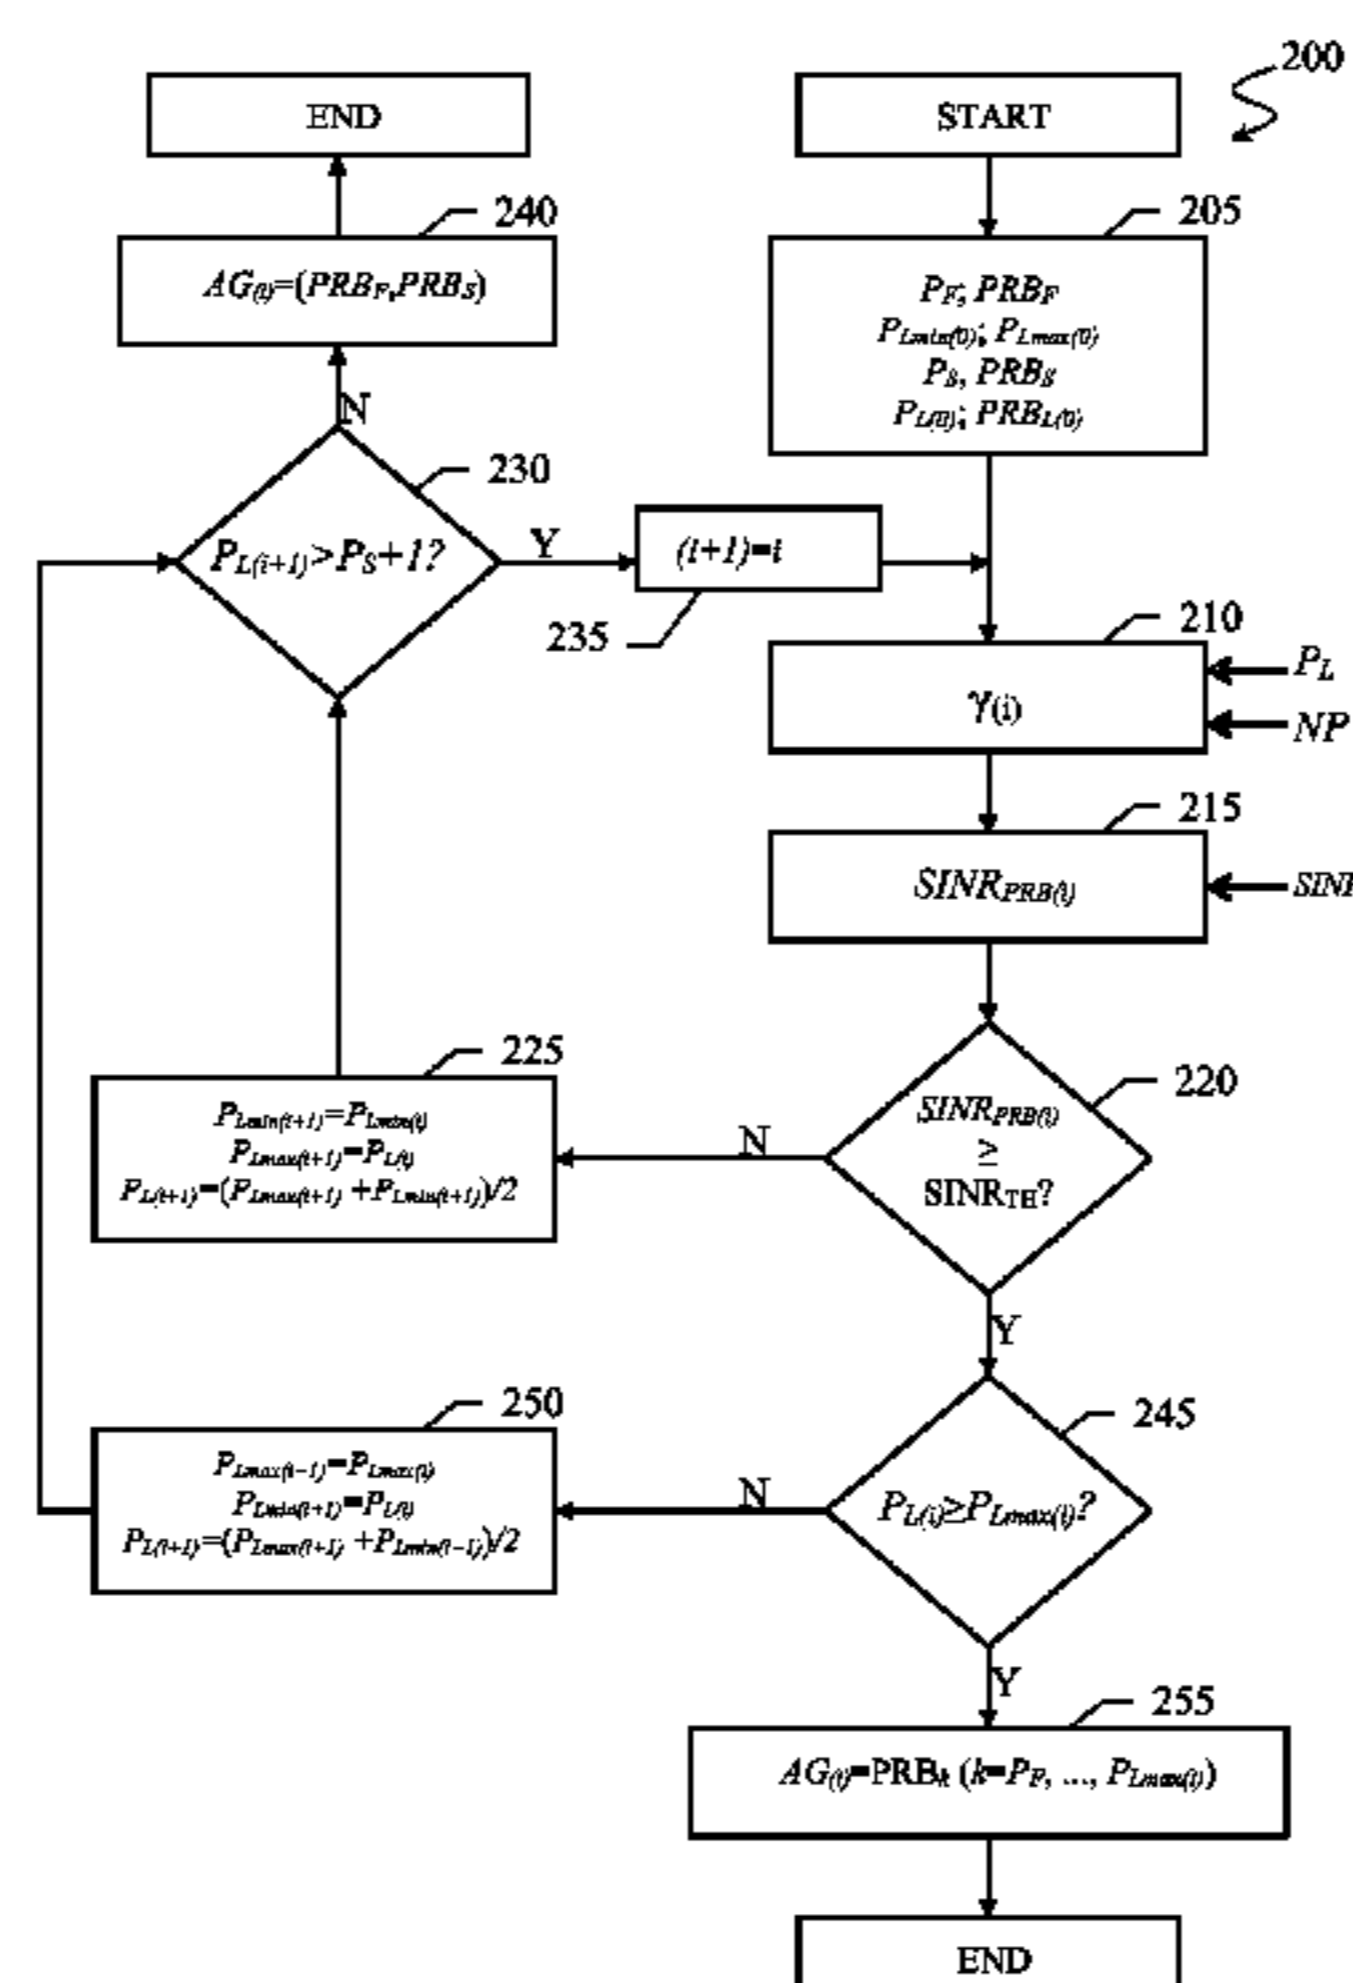 200
END
START
240
205
AG(i)=(PRBF,PRBS)
PF; PRBF
PLmin(0); PLmax(0)
PS, PRBS
PL(0); PRBL(0)
N
230
PL(i+1)>PS+1?
Y
(i+1)=i
235
210
γ(i)
PL
NP
215
SINRPRB(i)
225
PLmin(i+1)=PLmin(i)
PLmax(i+1)=PL(i)
PL(i+1)=(PLmax(i+1) +PLmin(i+1))/2
N
220
SINRPRB(i)
≥
SINRTH?
Y
250
PLmax(i-1)=PLmax(i)
PLmin(i+1)=PL(i)
PL(i+1)=(PLmax(i+1) +PLmin(i-1))/2
N
245
PL(i)≥PLmax(i)?
Y
255
AG(i)=PRBk (k=PF, ..., PLmax(i))
END